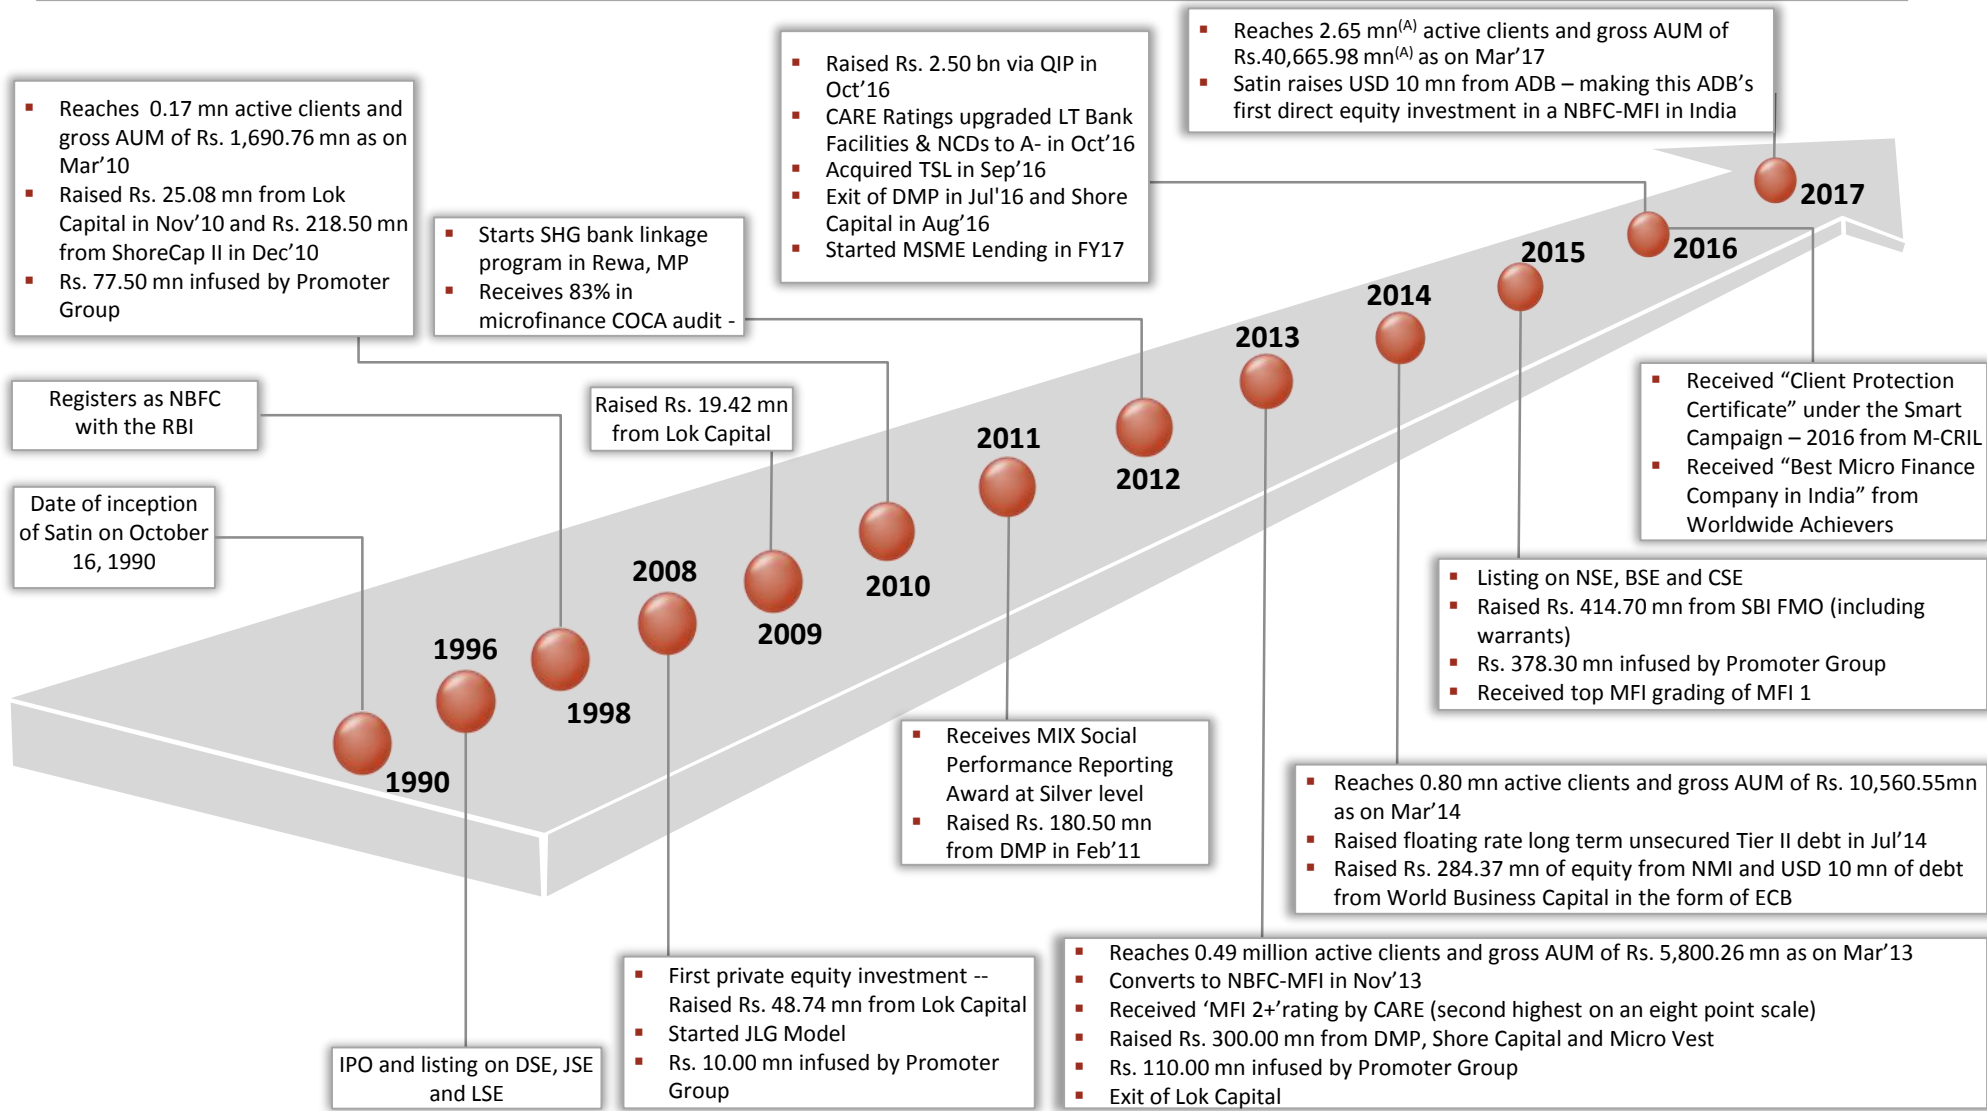 ▪ Reaches 0.17 mn active clients and
gross AUM of Rs. 1,690.76 mn as on
Mar’10
▪ Raised Rs. 25.08 mn from Lok
Capital in Nov’10 and Rs. 218.50 mn
from ShoreCap II in Dec’10
▪ Rs. 77.50 mn infused by Promoter
Group
▪ Starts SHG bank linkage
program in Rewa, MP
▪ Receives 83% in
microfinance COCA audit -
▪ Raised Rs. 2.50 bn via QIP in
Oct’16
▪ CARE Ratings upgraded LT Bank
Facilities & NCDs to A- in Oct’16
▪ Acquired TSL in Sep’16
▪ Exit of DMP in Jul'16 and Shore
Capital in Aug’16
▪ Started MSME Lending in FY17
▪ Reaches 2.65 mn(A) active clients and gross AUM of
Rs.40,665.98 mn(A) as on Mar’17
▪ Satin raises USD 10 mn from ADB – making this ADB’s
first direct equity investment in a NBFC-MFI in India
Registers as NBFC
with the RBI
Raised Rs. 19.42 mn
from Lok Capital
Date of inception
of Satin on October
16, 1990
1990
1996
1998
2008
2009
2010
2011
2012
2013
2014
2015
2016
2017
▪ Received “Client Protection
Certificate” under the Smart
Campaign – 2016 from M-CRIL
▪ Received “Best Micro Finance
Company in India” from
Worldwide Achievers
▪ Listing on NSE, BSE and CSE
▪ Raised Rs. 414.70 mn from SBI FMO (including
warrants)
▪ Rs. 378.30 mn infused by Promoter Group
▪ Received top MFI grading of MFI 1
▪ Receives MIX Social
Performance Reporting
Award at Silver level
▪ Raised Rs. 180.50 mn
from DMP in Feb’11
▪ Reaches 0.80 mn active clients and gross AUM of Rs. 10,560.55mn
as on Mar’14
▪ Raised floating rate long term unsecured Tier II debt in Jul’14
▪ Raised Rs. 284.37 mn of equity from NMI and USD 10 mn of debt
from World Business Capital in the form of ECB
IPO and listing on DSE, JSE
and LSE
▪ First private equity investment --
Raised Rs. 48.74 mn from Lok Capital
▪ Started JLG Model
▪ Rs. 10.00 mn infused by Promoter
Group
▪ Reaches 0.49 million active clients and gross AUM of Rs. 5,800.26 mn as on Mar’13
▪ Converts to NBFC-MFI in Nov’13
▪ Received ‘MFI 2+’rating by CARE (second highest on an eight point scale)
▪ Raised Rs. 300.00 mn from DMP, Shore Capital and Micro Vest
▪ Rs. 110.00 mn infused by Promoter Group
▪ Exit of Lok Capital